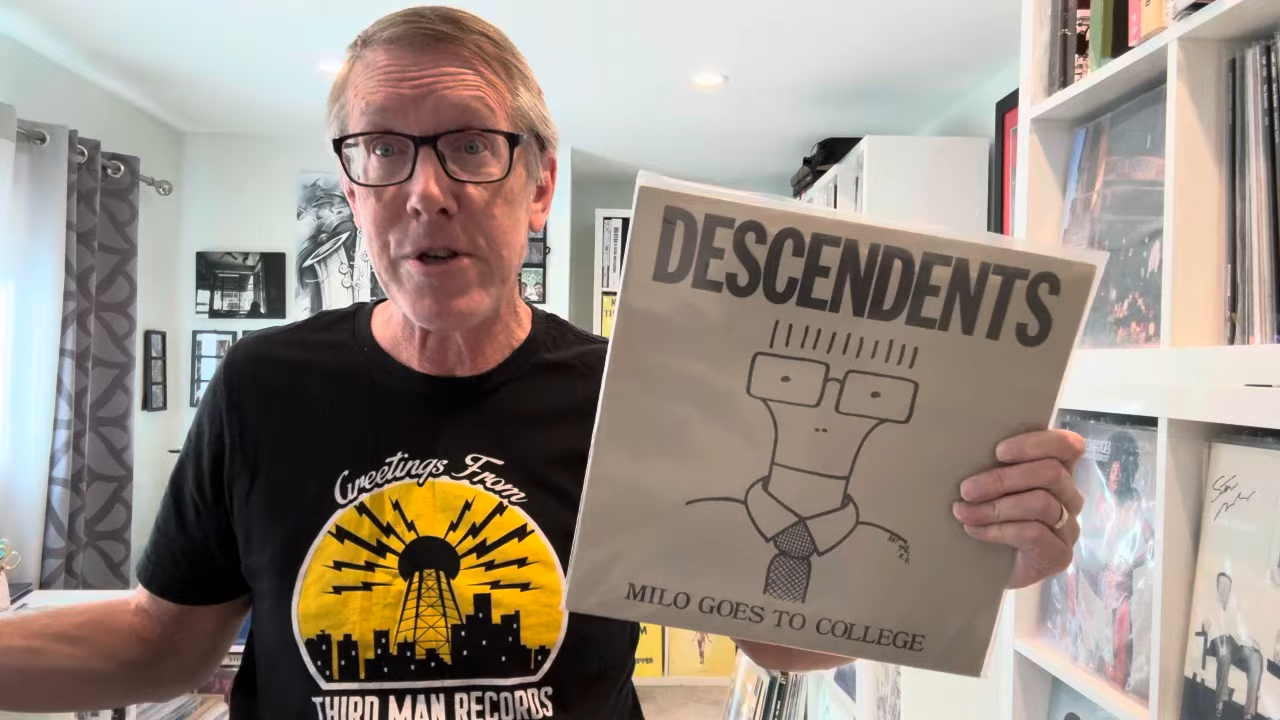 DESCENDENTS
MILO GOES TO COLLEGE
Greetings From
THIRD MAN RECORDS